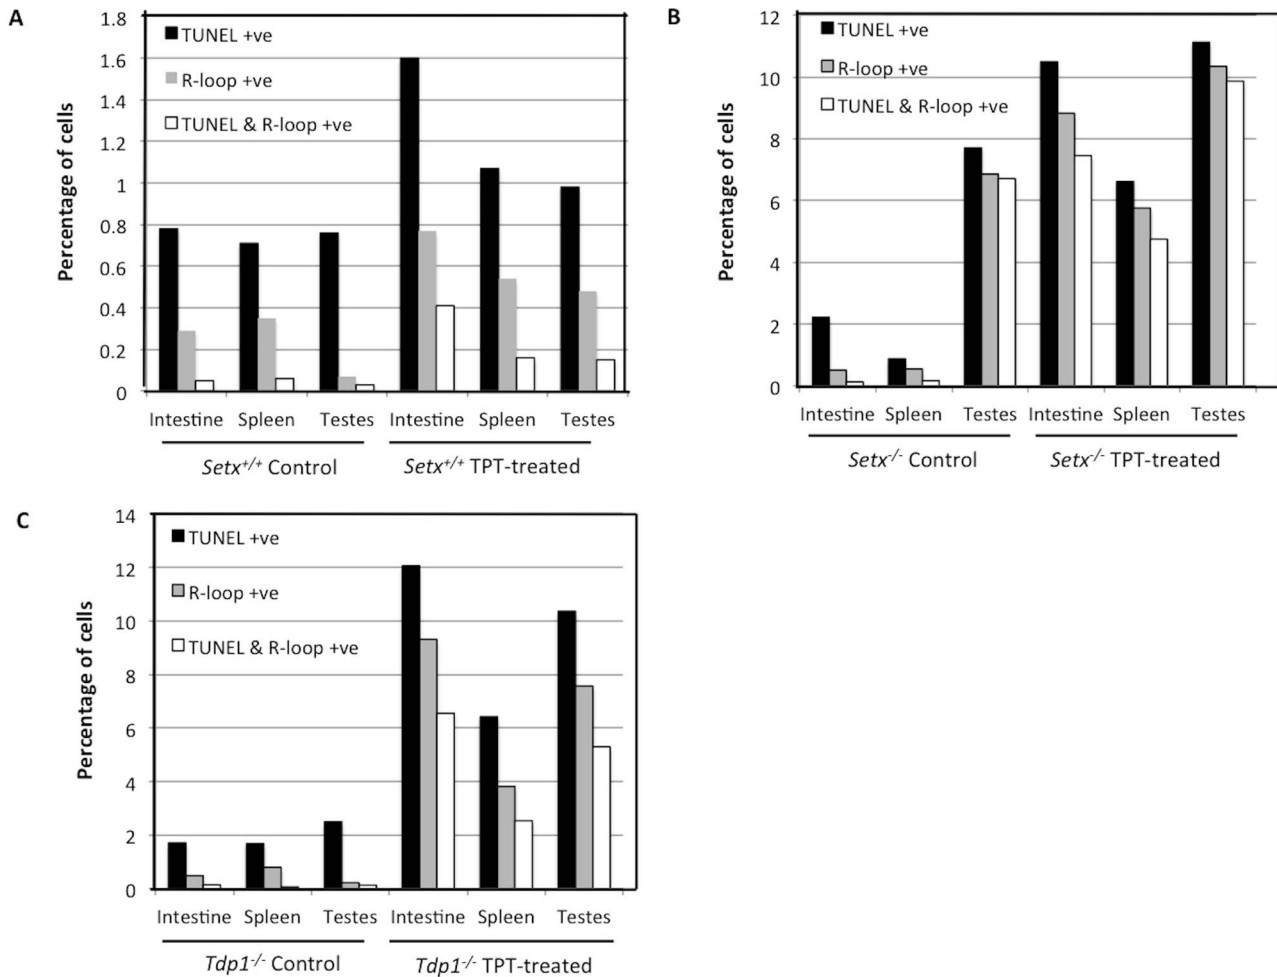 A
Percentage of cells
1.8
1.6
1.4
1.2
1
0.8
0.6
0.4
0.2
0
TUNEL +ve
R-loop +ve
TUNEL & R-loop +ve
Intestine Spleen Testes Intestine Spleen Testes
Setx+/+ Control Setx+/+ TPT-treated
B
Percentage of cells
12
10
8
6
4
2
0
TUNEL +ve
R-loop +ve
TUNEL & R-loop +ve
Intestine Spleen Testes Intestine Spleen Testes
Setx-/- Control Setx-/- TPT-treated
C
Percentage of cells
14
12
10
8
6
4
2
0
TUNEL +ve
R-loop +ve
TUNEL & R-loop +ve
Intestine Spleen Testes Intestine Spleen Testes
Tdp1-/- Control Tdp1-/- TPT-treated